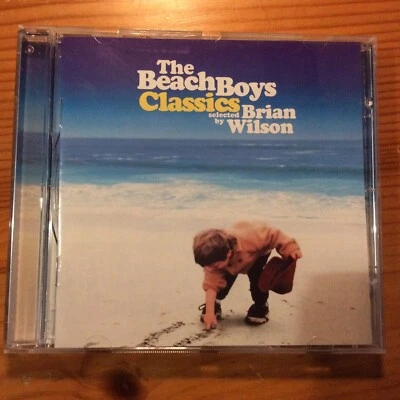 The
Beach Boys
Classics
selected by Brian
Wilson